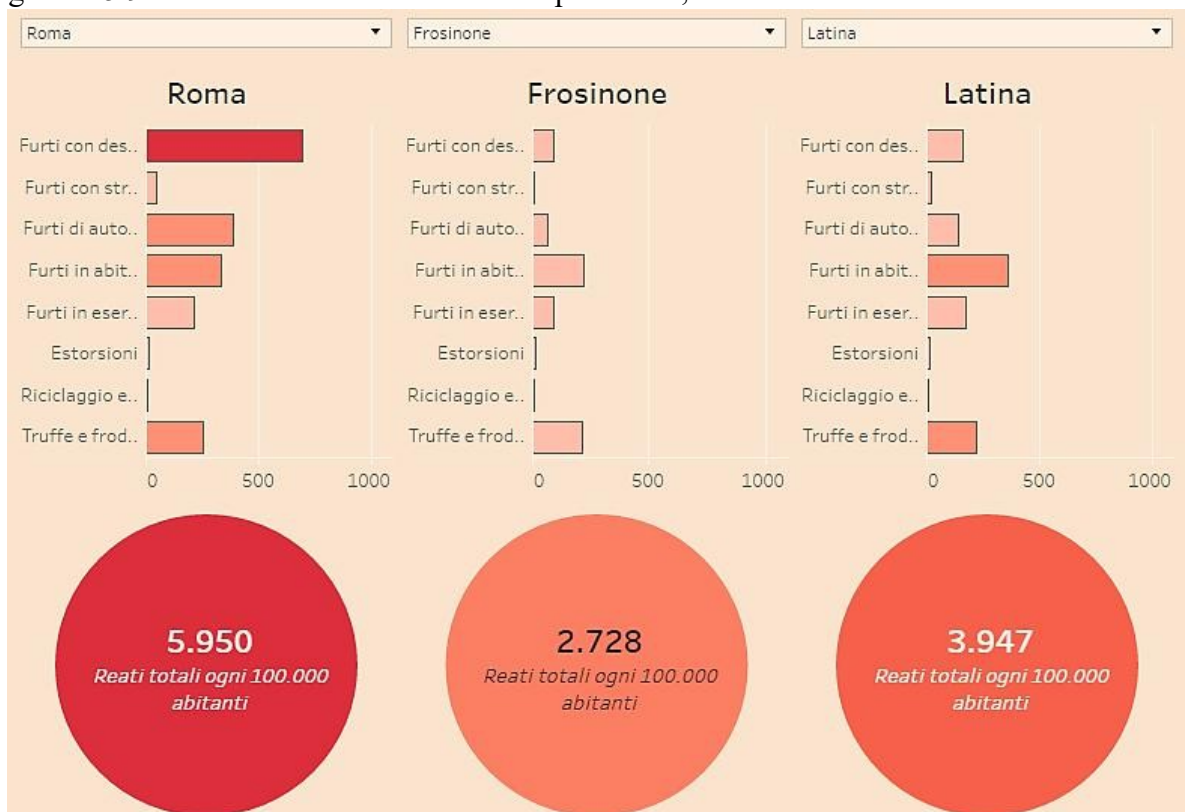 Roma
Frosinone
Latina
Roma
Furti con des..
Furti con str..
Furti di auto..
Furti in abit..
Furti in eser..
Estorsioni
Riciclaggio e..
Truffe e frod..
0 500 1000
Frosinone
Furti con des..
Furti con str..
Furti di auto..
Furti in abit..
Furti in eser..
Estorsioni
Riciclaggio e..
Truffe e frod..
0 500 1000
Latina
Furti con des..
Furti con str..
Furti di auto..
Furti in abit..
Furti in eser..
Estorsioni
Riciclaggio e..
Truffe e frod..
0 500 1000
5.950
Reati totali ogni 100.000
abitanti
2.728
Reati totali ogni 100.000
abitanti
3.947
Reati totali ogni 100.000
abitanti